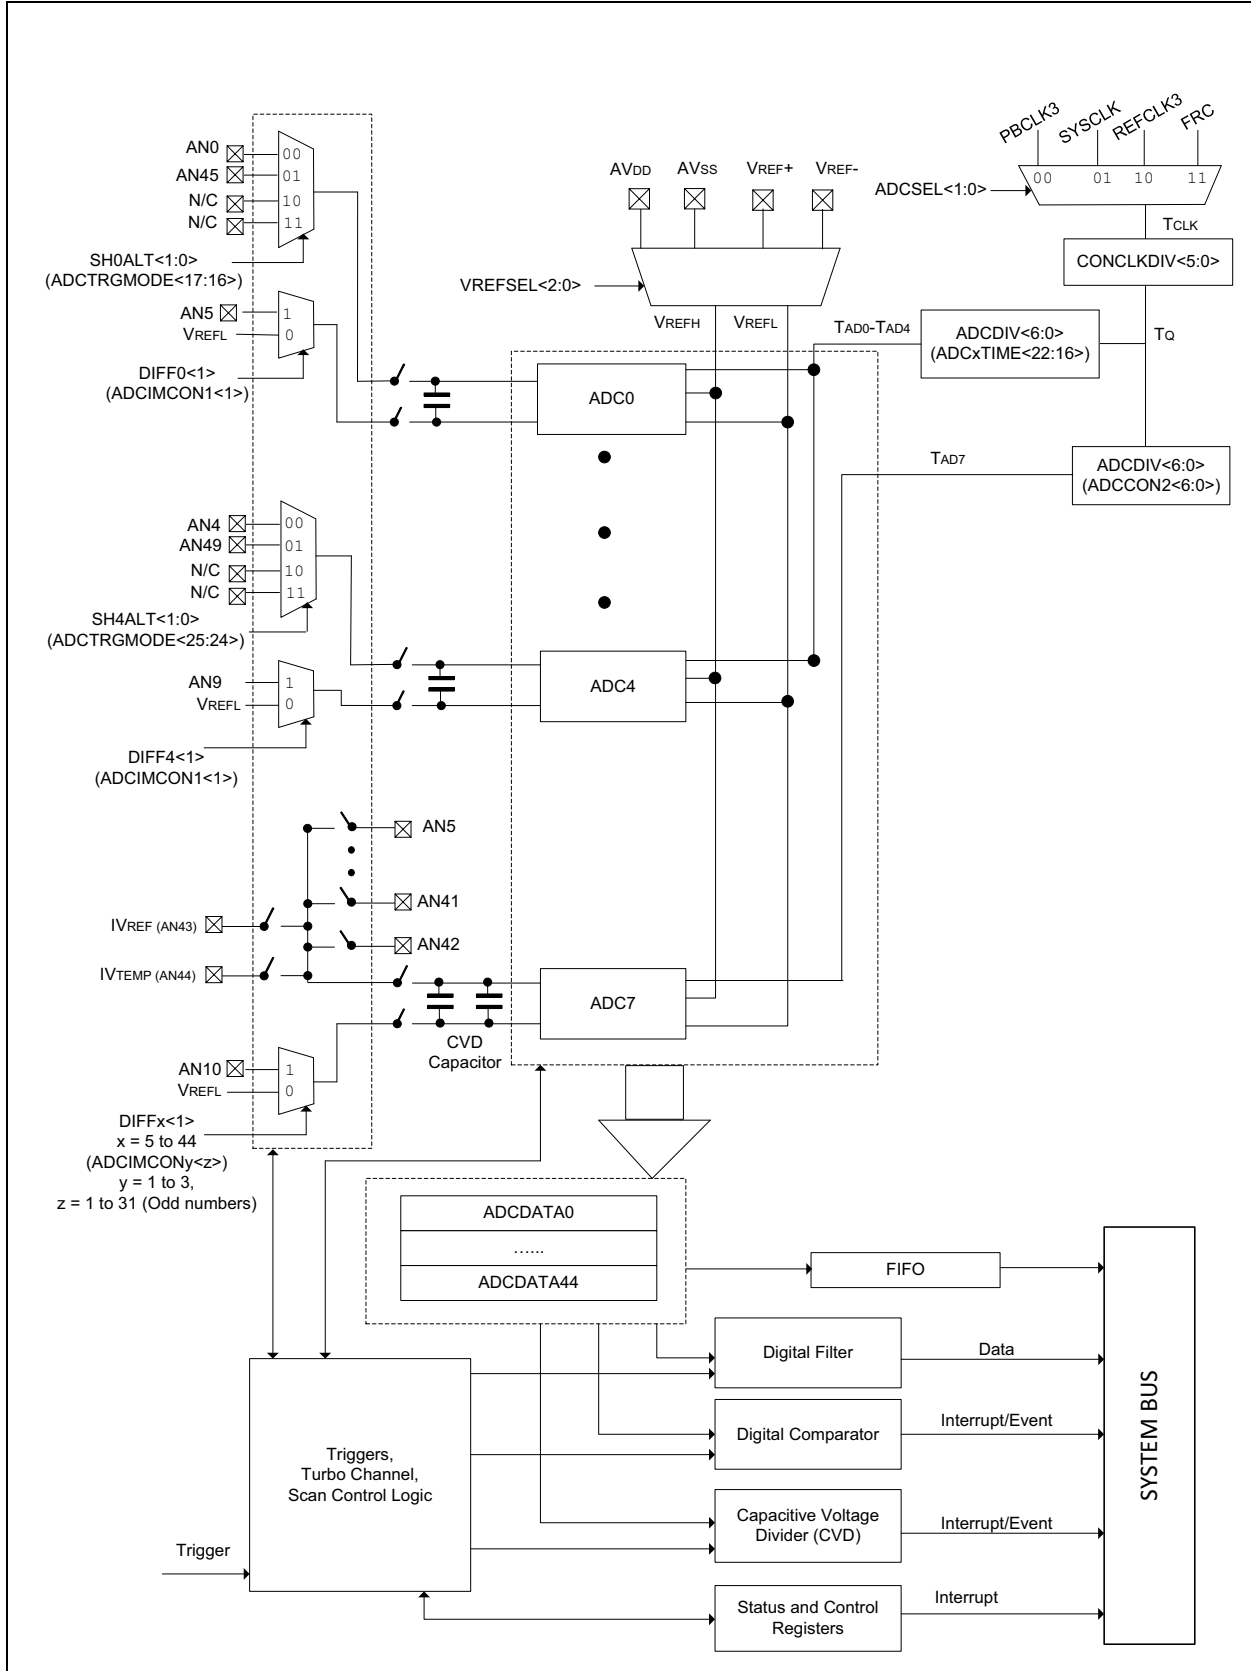 PBCLK3
SYSCLK
REFCLK3
FRC
ADCSEL<1:0>
00 01 10 11
TCLK
CONCLKDIV<5:0>
TQ
AN0
AN45
N/C
N/C
00
01
10
11
SH0ALT<1:0>
(ADCTRGMODE<17:16>)
AVDD
AVSS
VREF+
VREF-
VREFSEL<2:0>
VREFH
VREFL
TAD0-TAD4
ADCDIV<6:0>
(ADCxTIME<22:16>)
AN5
VREFL
1
0
DIFF0<1>
(ADCIMCON1<1>)
ADC0
TAD7
ADCDIV<6:0>
(ADCCON2<6:0>)
AN4
AN49
N/C
N/C
00
01
10
11
SH4ALT<1:0>
(ADCTRGMODE<25:24>)
AN9
VREFL
1
0
DIFF4<1>
(ADCIMCON1<1>)
ADC4
AN5
AN41
AN42
IVREF (AN43)
IVTEMP (AN44)
ADC7
CVD
Capacitor
AN10
VREFL
1
0
DIFFx<1>
x = 5 to 44
(ADCIMCONy<z>)
y = 1 to 3,
z = 1 to 31 (Odd numbers)
ADCDATA0
......
ADCDATA44
FIFO
Digital Filter
Data
Digital Comparator
Interrupt/Event
Capacitive Voltage
Divider (CVD)
Interrupt/Event
Status and Control
Registers
Interrupt
Triggers,
Turbo Channel,
Scan Control Logic
Trigger
SYSTEM BUS